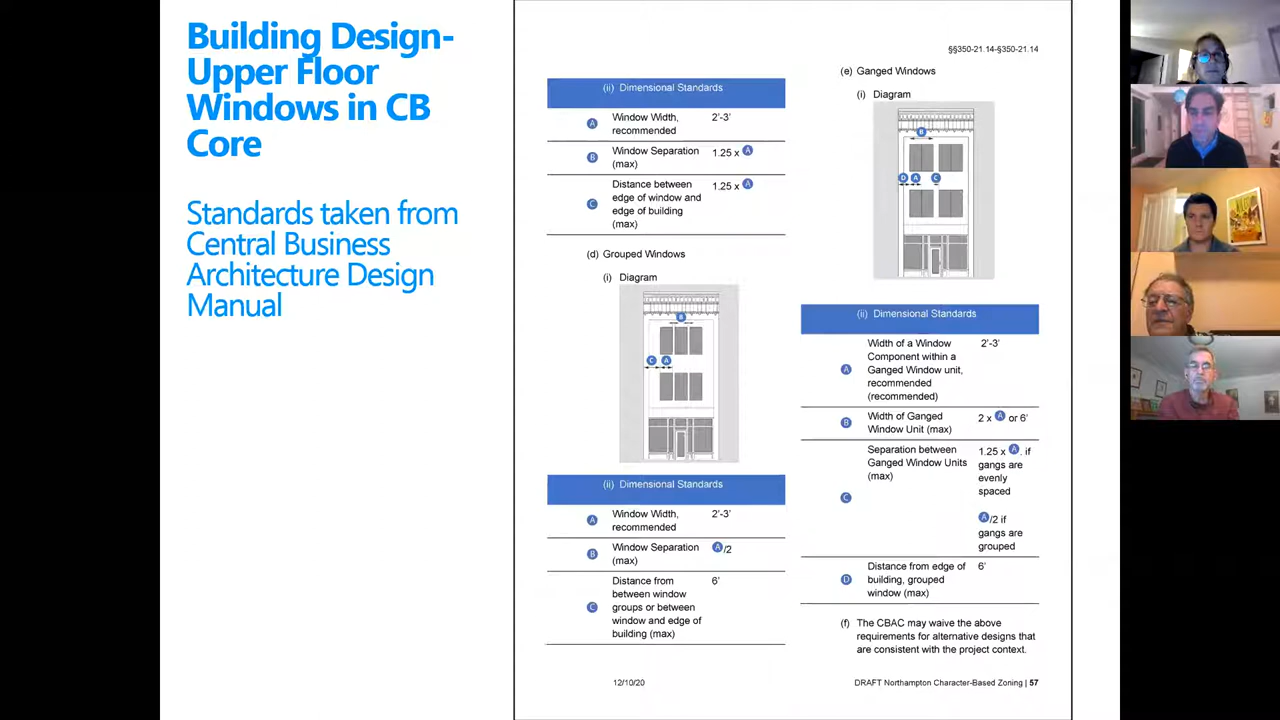 Building Design-
Upper Floor
Windows in CB
Core
Standards taken from
Central Business
Architecture Design
Manual
§§350-21.14-§350-21.14
(ii) Dimensional Standards
A Window Width, 2'-3'
recommended
B Window Separation 1.25 x A
(max)
C Distance between 1.25 x A
edge of window and
edge of building
(max)
(d) Grouped Windows
(i) Diagram
B
C A
(ii) Dimensional Standards
A Window Width, 2'-3'
recommended
B Window Separation A/2
(max)
C Distance from 6'
between window
groups or between
window and edge of
building (max)
12/10/20
(e) Ganged Windows
(i) Diagram
B
D A C
(ii) Dimensional Standards
A Width of a Window 2'-3'
Component within a
Ganged Window unit,
recommended
(recommended)
B Width of Ganged 2 x A or 6'
Window Unit (max)
C Separation between 1.25 x A. if
Ganged Window Units gangs are
(max) evenly
spaced
A/2 if
gangs are
grouped
D Distance from edge of 6'
building, grouped
window (max)
(f) The CBAC may waive the above
requirements for alternative designs that
are consistent with the project context.
DRAFT Northampton Character-Based Zoning | 57